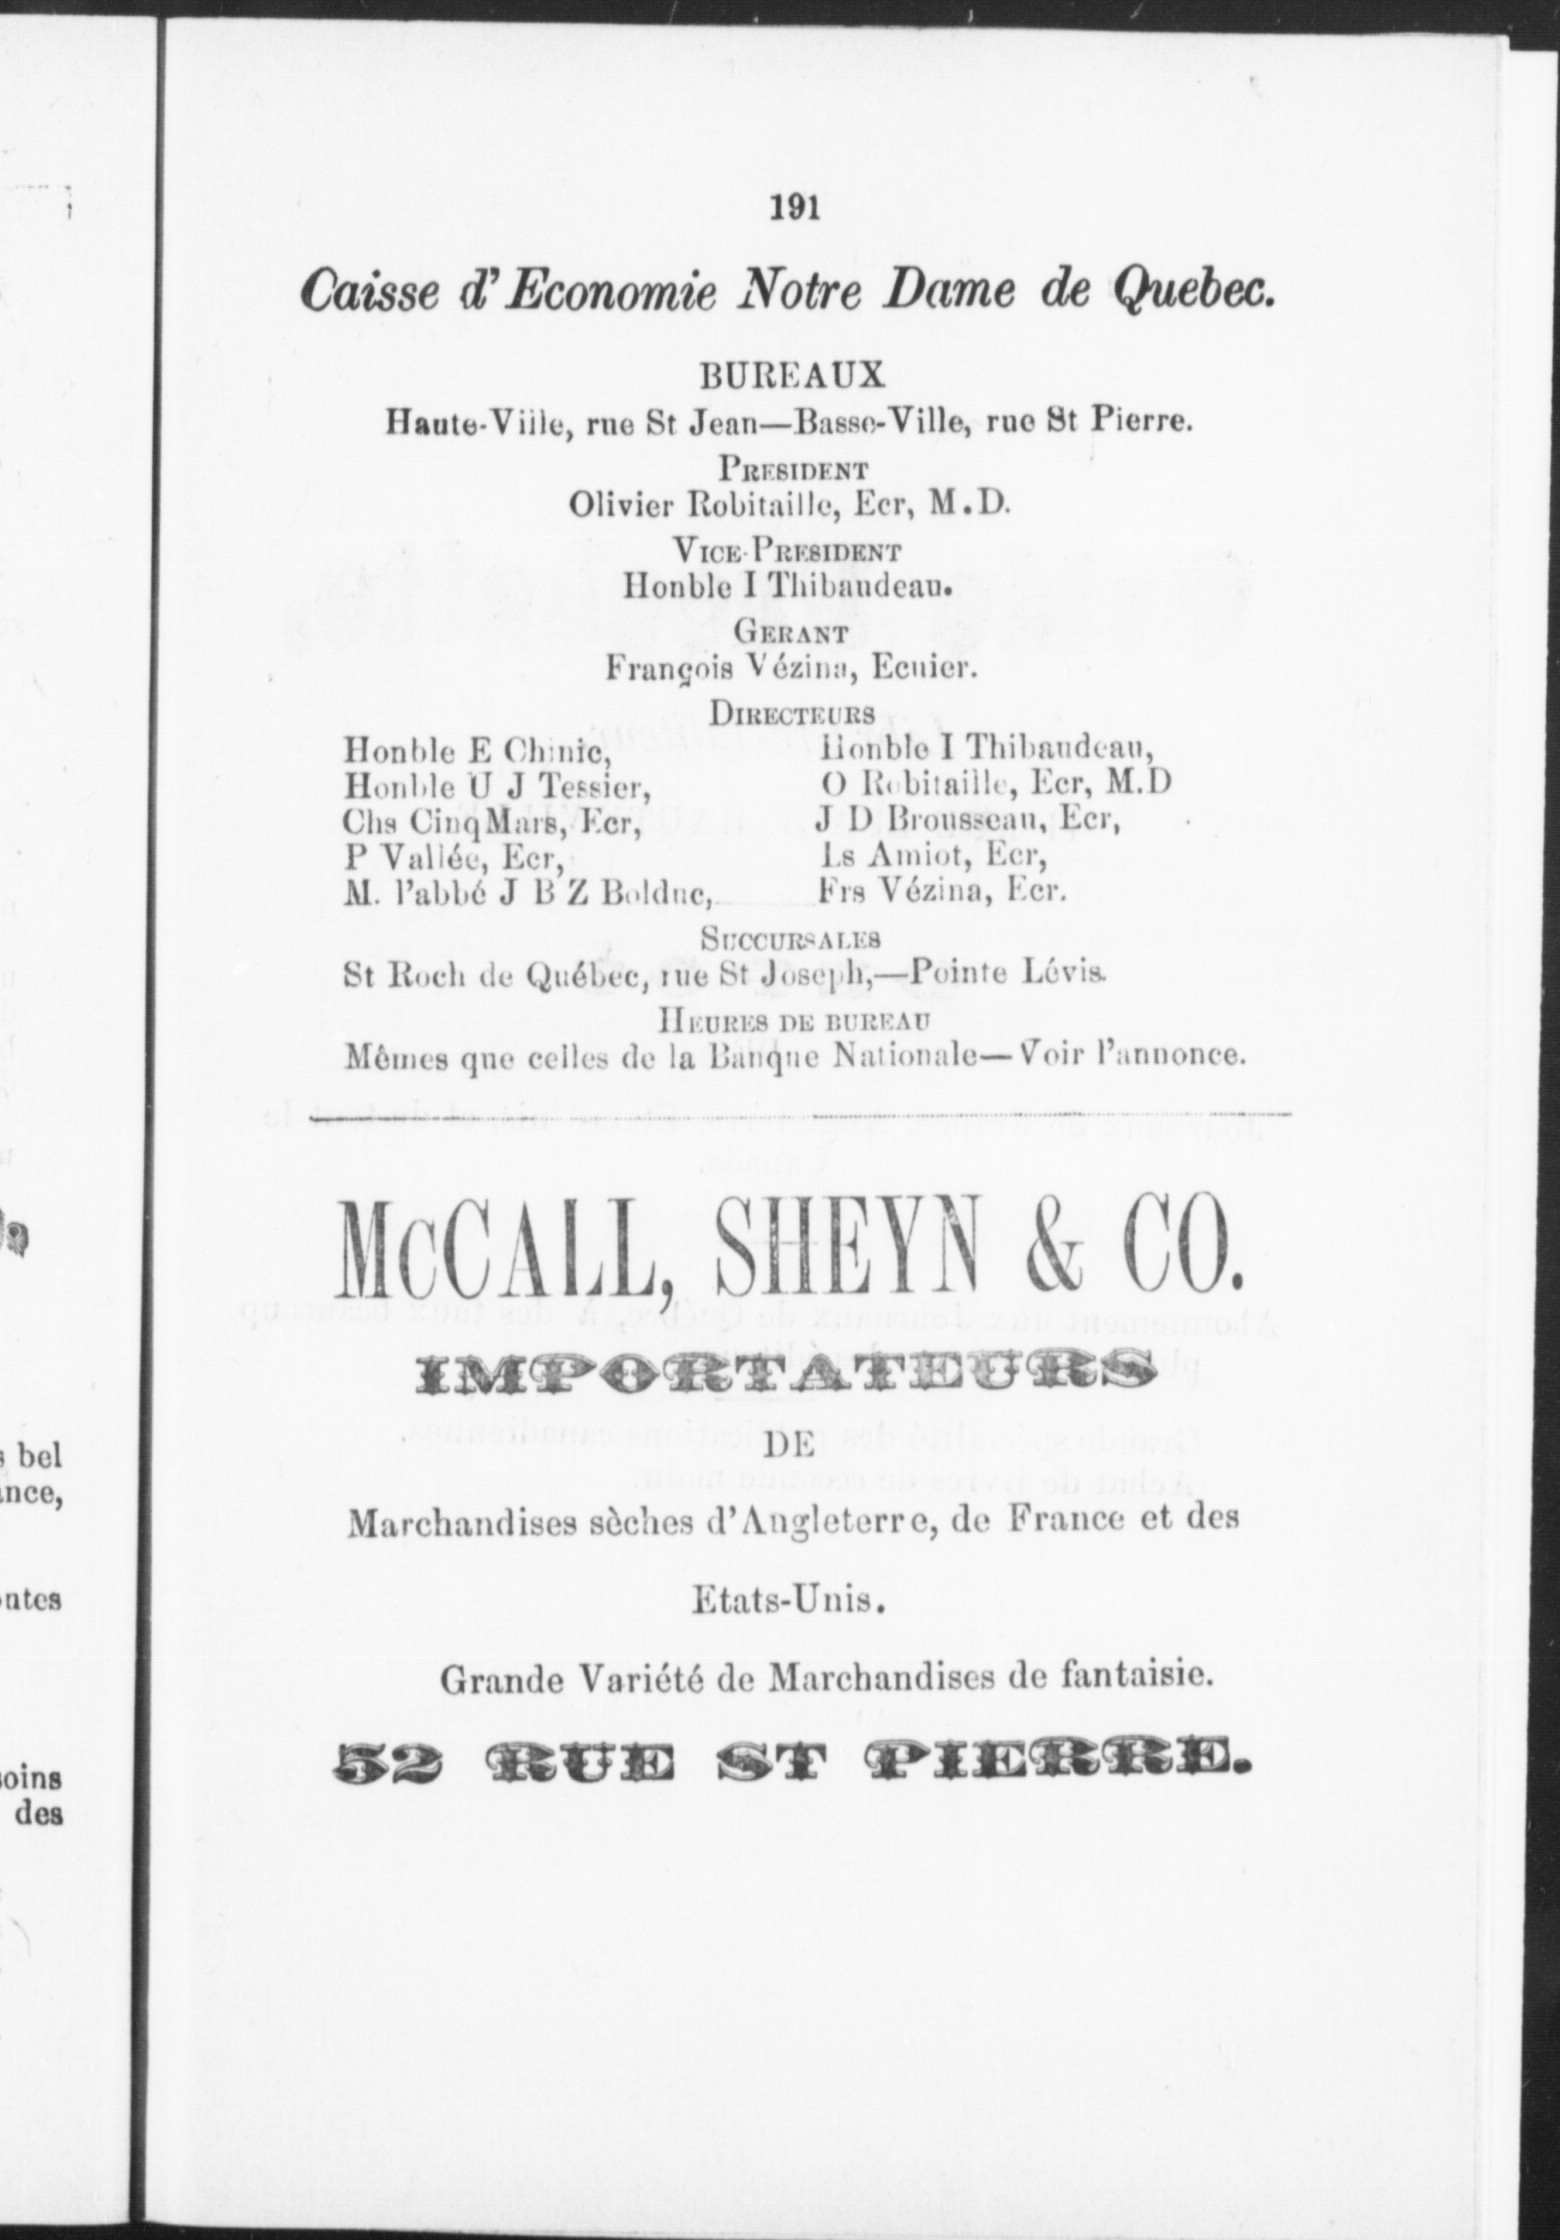 191
Caisse d'Economie Notre Dame de Quebec.
BUREAUX
Haute-Ville, rue St Jean—Basse-Ville, rue St Pierre.
PRESIDENT
Olivier Robitaille, Ecr, M.D.
VICE-PRESIDENT
Honble I Thibaudeau.
GERANT
François Vézina, Ecuier.
DIRECTEURS
Honble E Chinic, Honble I Thibaudeau,
Honble U J Tessier, O Robitaille, Ecr, M.D
Chs CinqMars, Ecr, J D Brousseau, Ecr,
P Vallée, Ecr, Ls Amiot, Ecr,
M. l'abbé J B Z Bolduc, Frs Vézina, Ecr.
SUCCURSALES
St Roch de Québec, rue St Joseph,—Pointe Lévis.
HEURES DE BUREAU
Mêmes que celles de la Banque Nationale—Voir l'annonce.
McCALL, SHEYN & CO.
IMPORTATEURS
DE
Marchandises sèches d'Angleterre, de France et des
Etats-Unis.
Grande Variété de Marchandises de fantaisie.
52 RUE ST PIERRE.
bel
des